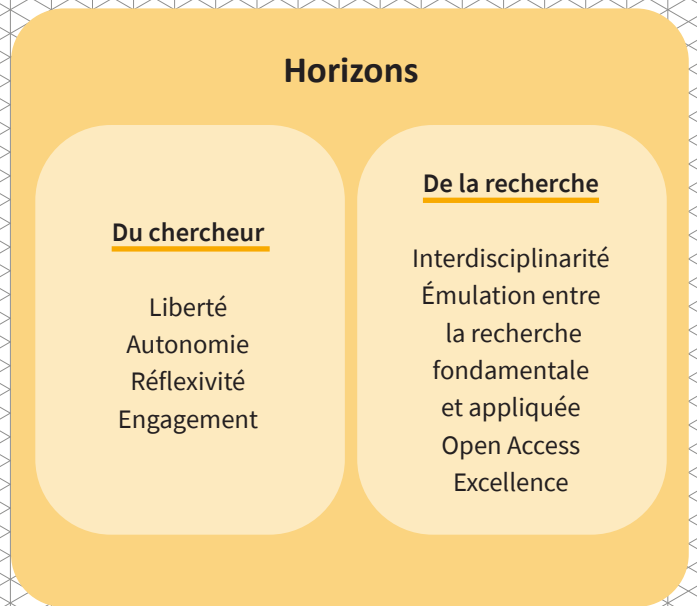 Horizons
Du chercheur
Liberté
Autonomie
Réflexivité
Engagement
De la recherche
Interdisciplinarité
Émulation entre
la recherche
fondamentale
et appliquée
Open Access
Excellence